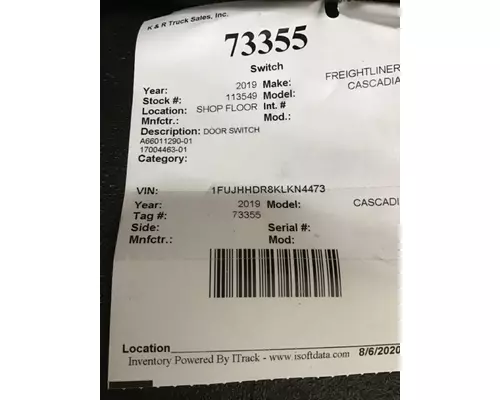 K & R Truck Sales, Inc.
73355
Switch
Year: 2019 Make: FREIGHTLINER
Stock #: 113549 Model: CASCADIA
Location: SHOP FLOOR Int. #
Mnfctr.: Mod.:
Description: DOOR SWITCH
A66011290-01
17004463-01
Category:
VIN: 1FUJHHDR8KLKN4473
Year: 2019 Model: CASCADI
Tag #: 73355
Side: Serial #:
Mnfctr.: Mod:
Location
Inventory Powered By ITrack - www.isoftdata.com 8/6/2020